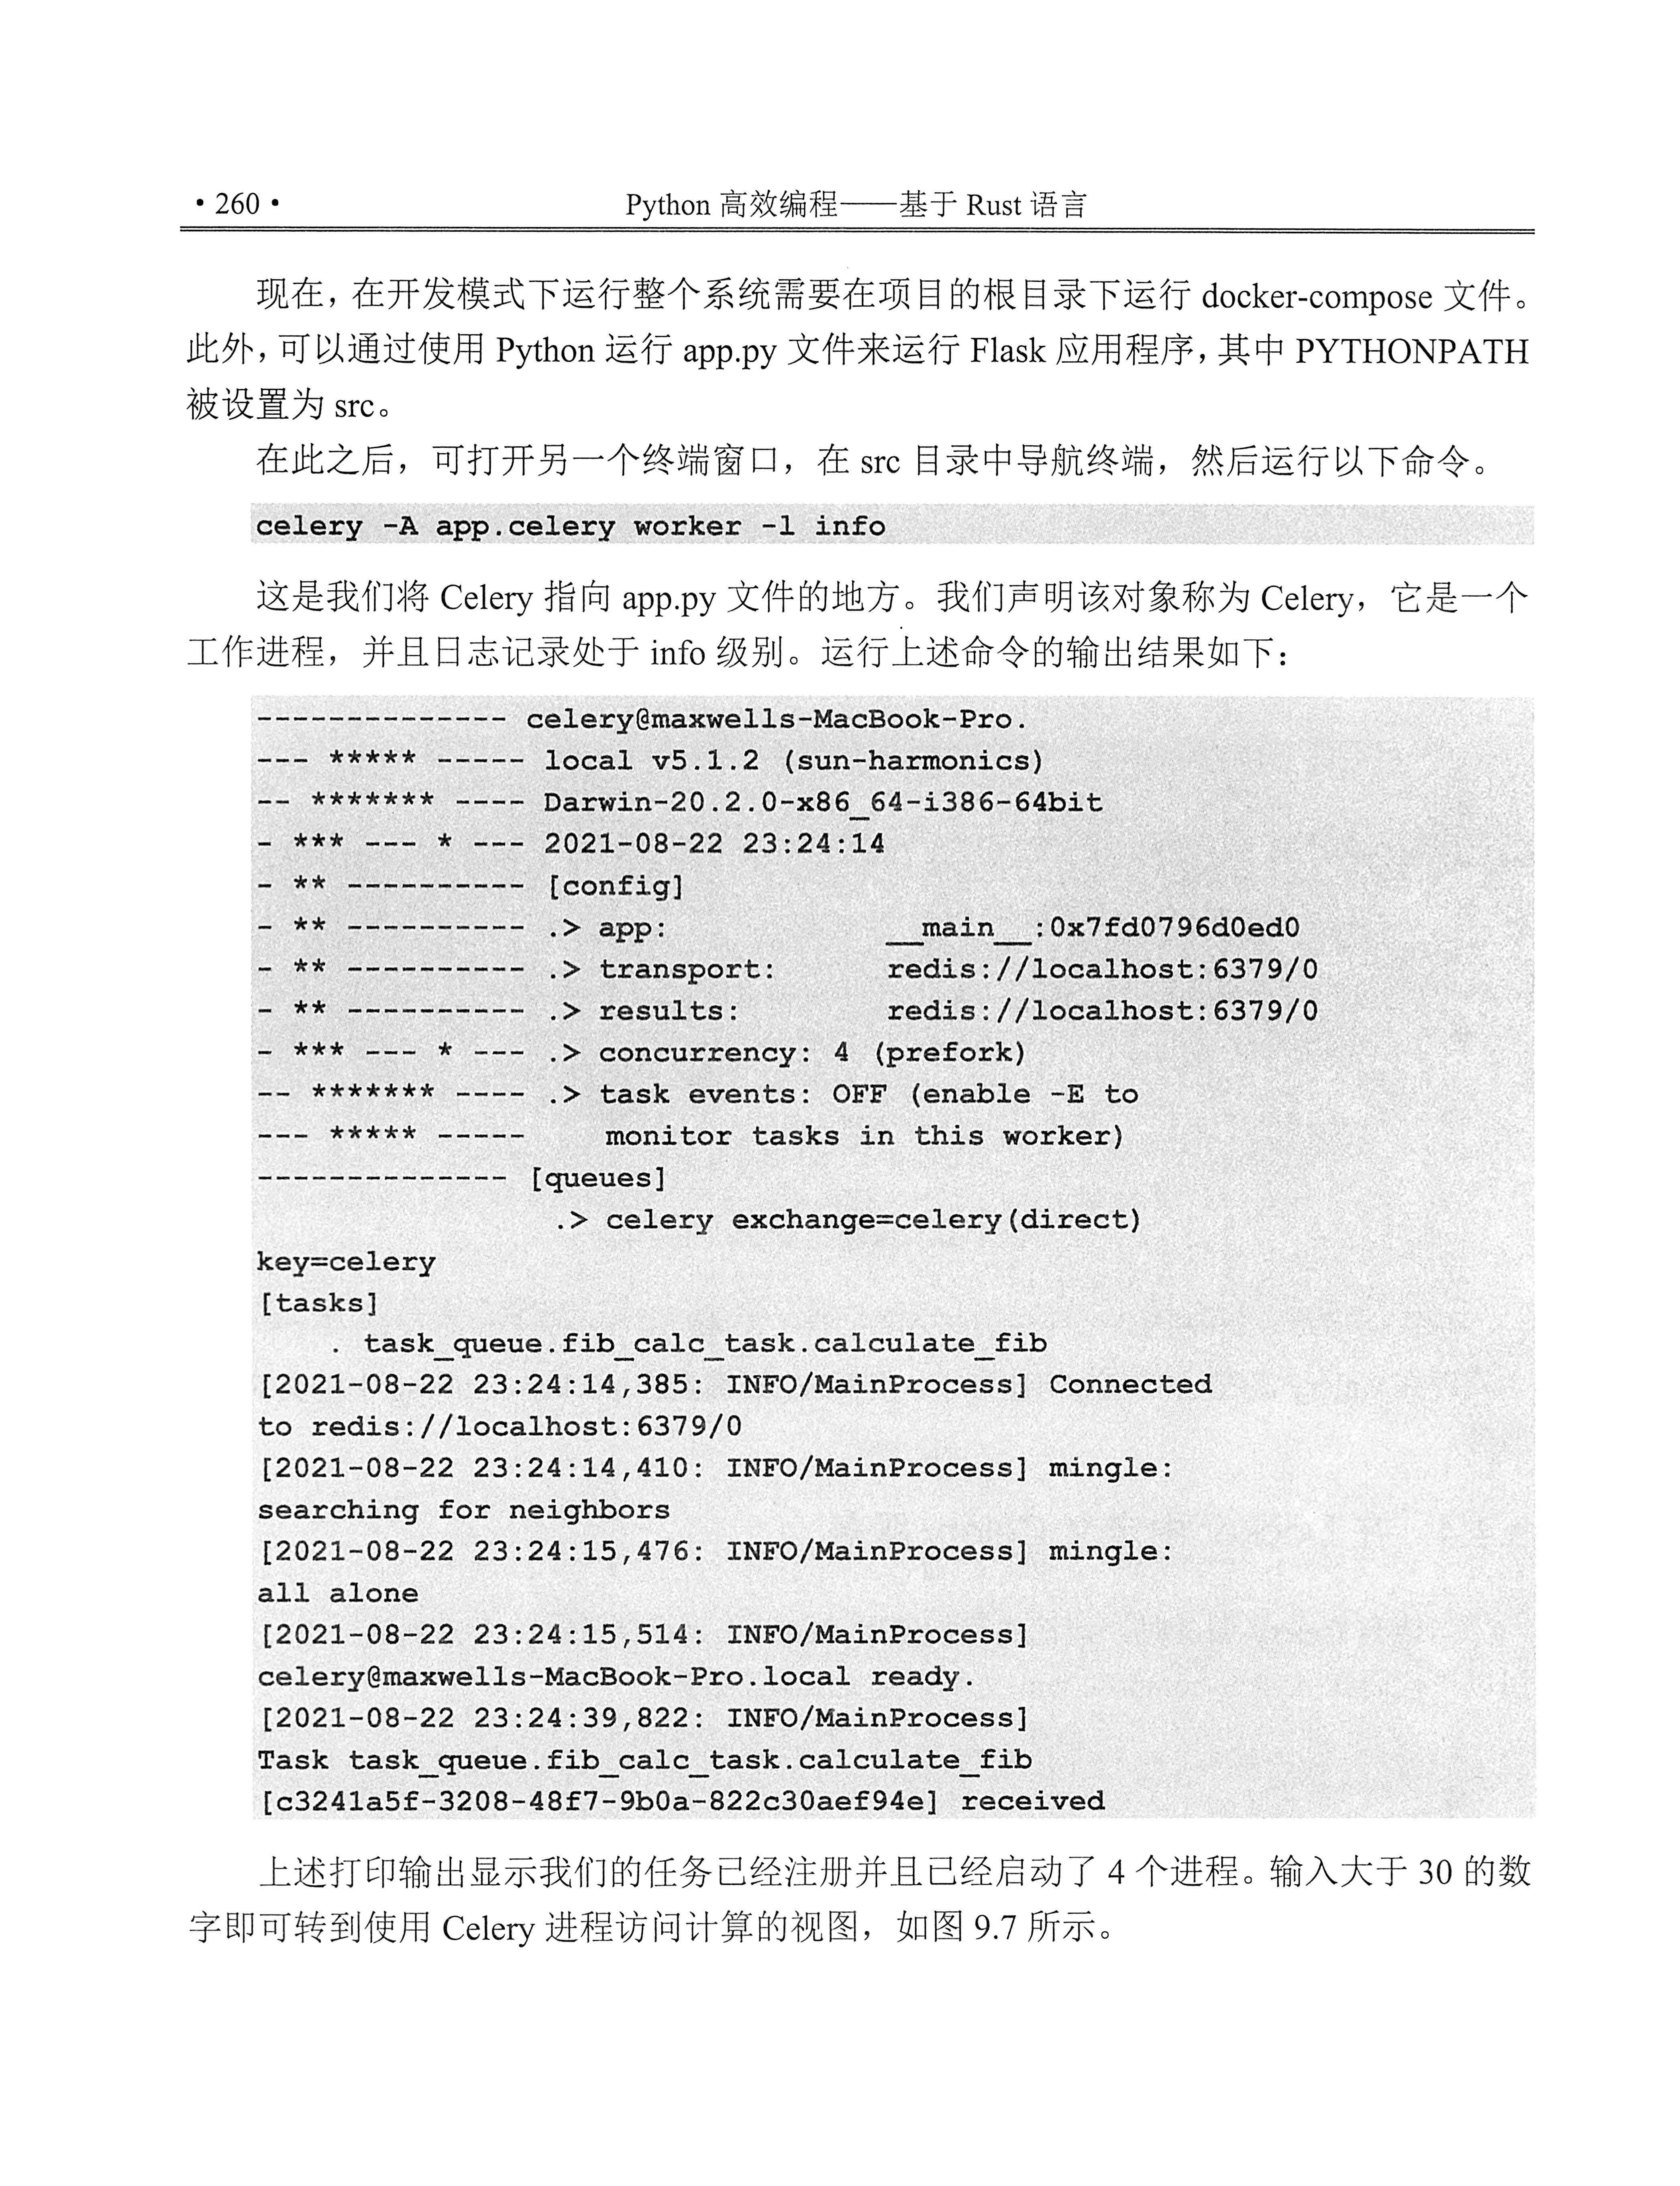 • 260 •
Python 高效编程——基于 Rust 语言
现在，在开发模式下运行整个系统需要在项目的根目录下运行 docker-compose 文件。
此外，可以通过使用 Python 运行 app.py 文件来运行 Flask 应用程序，其中 PYTHONPATH
被设置为 src。
在此之后，可打开另一个终端窗口，在 src 目录中导航终端，然后运行以下命令。
celery -A app.celery worker -l info
这是我们将 Celery 指向 app.py 文件的地方。我们声明该对象称为 Celery，它是一个
工作进程，并且日志记录处于 info 级别。运行上述命令的输出结果如下：
-------------- celery@maxwells-MacBook-Pro.
--- ***** ----- local v5.1.2 (sun-harmonics)
-- ******* ---- Darwin-20.2.0-x86_64-i386-64bit
- *** --- * --- 2021-08-22 23:24:14
- ** ---------- [config]
- ** ---------- .> app: __main__:0x7fd0796d0ed0
- ** ---------- .> transport: redis://localhost:6379/0
- ** ---------- .> results: redis://localhost:6379/0
- *** --- * --- .> concurrency: 4 (prefork)
-- ******* ---- .> task events: OFF (enable -E to
--- ***** ----- monitor tasks in this worker)
-------------- [queues]
.> celery exchange=celery(direct)
key=celery
[tasks]
. task_queue.fib_calc_task.calculate_fib
[2021-08-22 23:24:14,385: INFO/MainProcess] Connected
to redis://localhost:6379/0
[2021-08-22 23:24:14,410: INFO/MainProcess] mingle:
searching for neighbors
[2021-08-22 23:24:15,476: INFO/MainProcess] mingle:
all alone
[2021-08-22 23:24:15,514: INFO/MainProcess]
celery@maxwells-MacBook-Pro.local ready.
[2021-08-22 23:24:39,822: INFO/MainProcess]
Task task_queue.fib_calc_task.calculate_fib
[c3241a5f-3208-48f7-9b0a-822c30aef94e] received
上述打印输出显示我们的任务已经注册并且已经启动了 4 个进程。输入大于 30 的数
字即可转到使用 Celery 进程访问计算的视图，如图 9.7 所示。